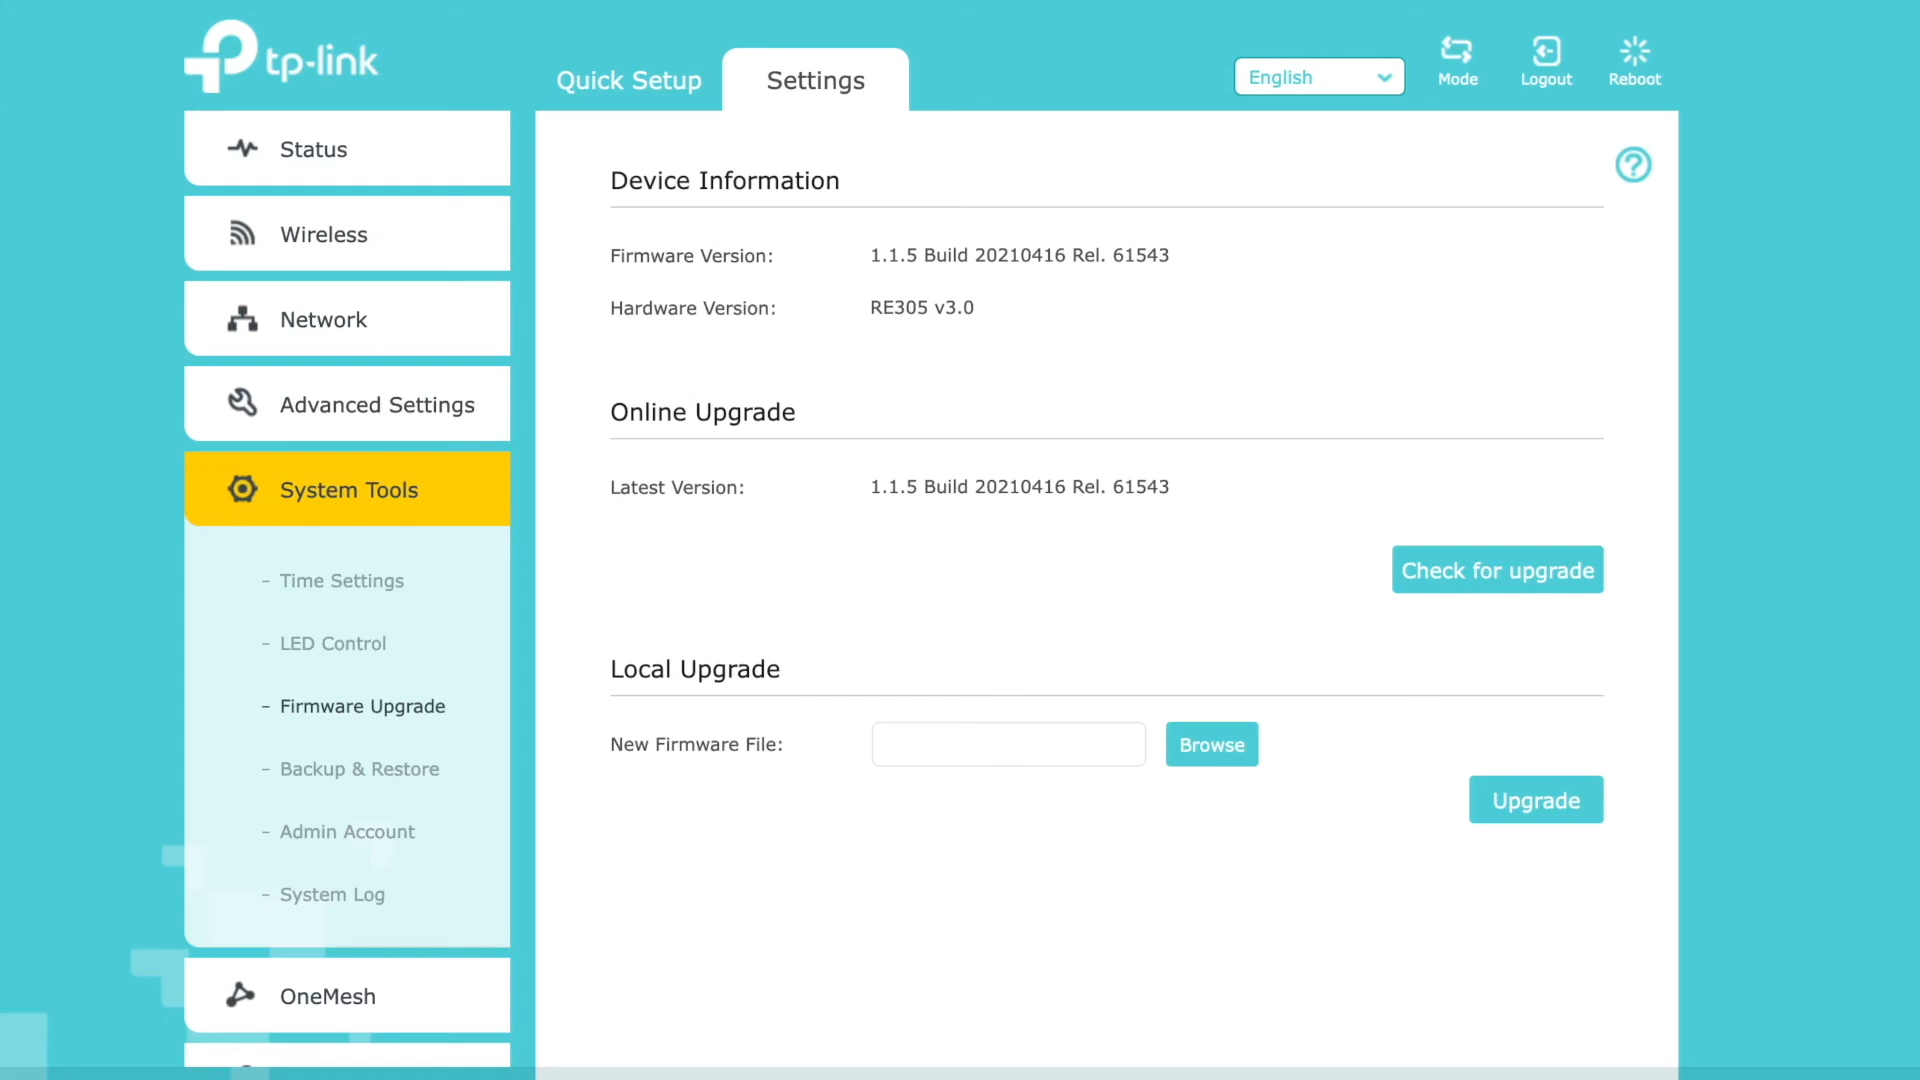 tp-link
Quick Setup
Settings
English
Mode
Logout
Reboot
Status
Wireless
Network
Advanced Settings
System Tools
- Time Settings
- LED Control
- Firmware Upgrade
- Backup & Restore
- Admin Account
- System Log
OneMesh
Device Information
Firmware Version: 1.1.5 Build 20210416 Rel. 61543
Hardware Version: RE305 v3.0
Online Upgrade
Latest Version: 1.1.5 Build 20210416 Rel. 61543
Check for upgrade
Local Upgrade
New Firmware File: Browse
Upgrade